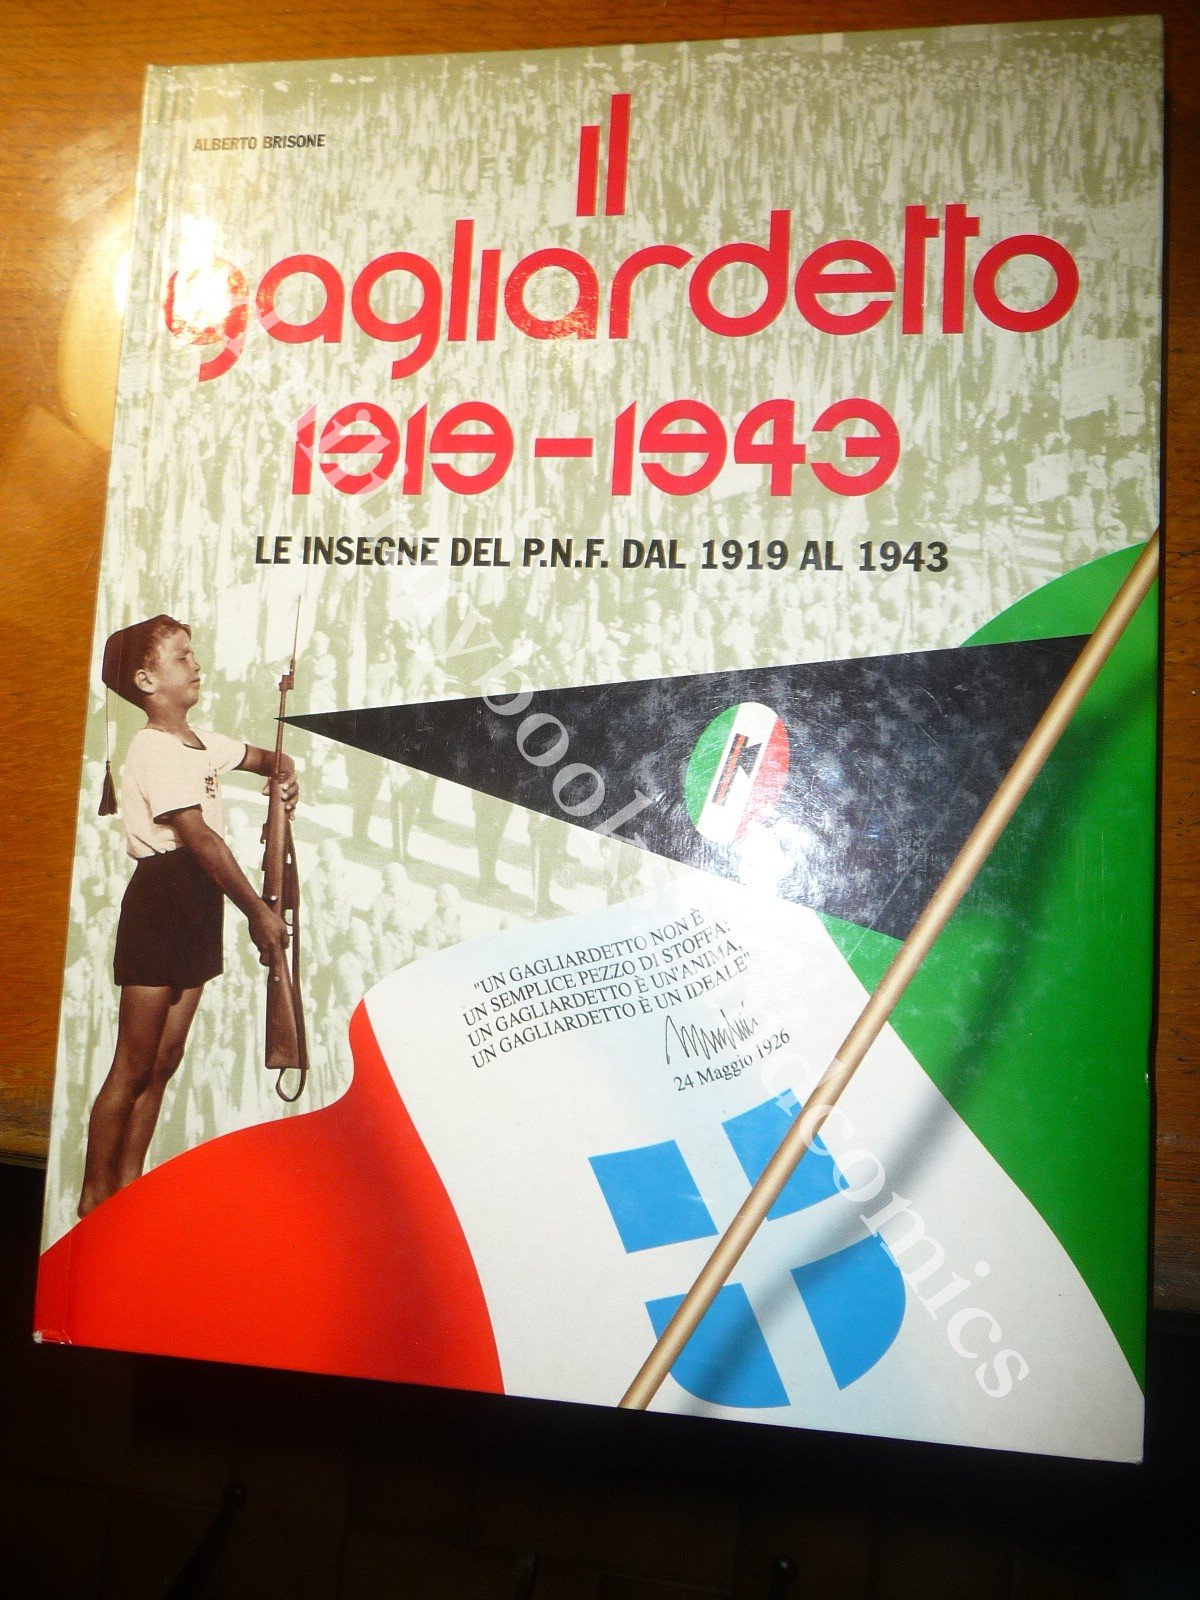 ALBERTO BRISONE
il
gagliardetto
1919-1943
LE INSEGNE DEL P.N.F. DAL 1919 AL 1943
"UN GAGLIARDETTO NON È
UN SEMPLICE PEZZO DI STOFFA:
UN GAGLIARDETTO È UN'ANIMA,
UN GAGLIARDETTO È UN IDEALE"
24 Maggio 1926